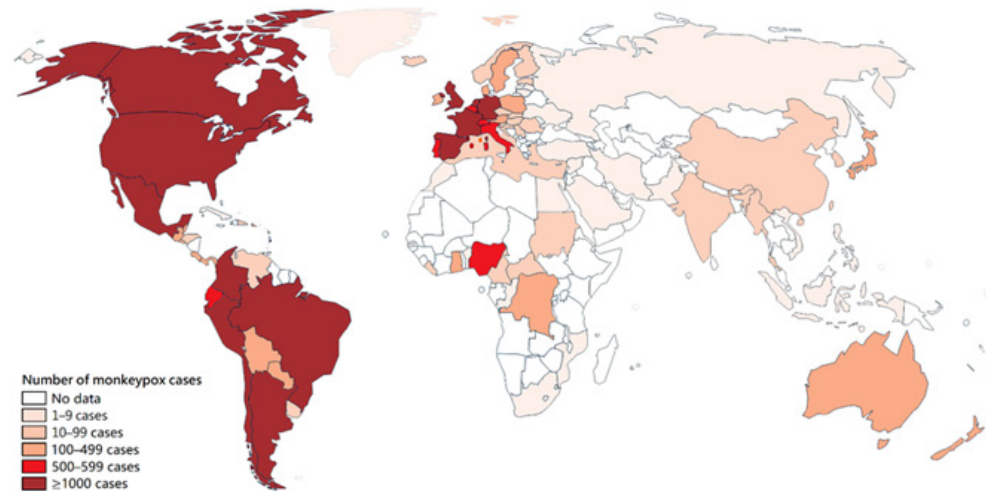 Number of monkeypox cases
No data
1–9 cases
10–99 cases
100–499 cases
500–599 cases
≥1000 cases